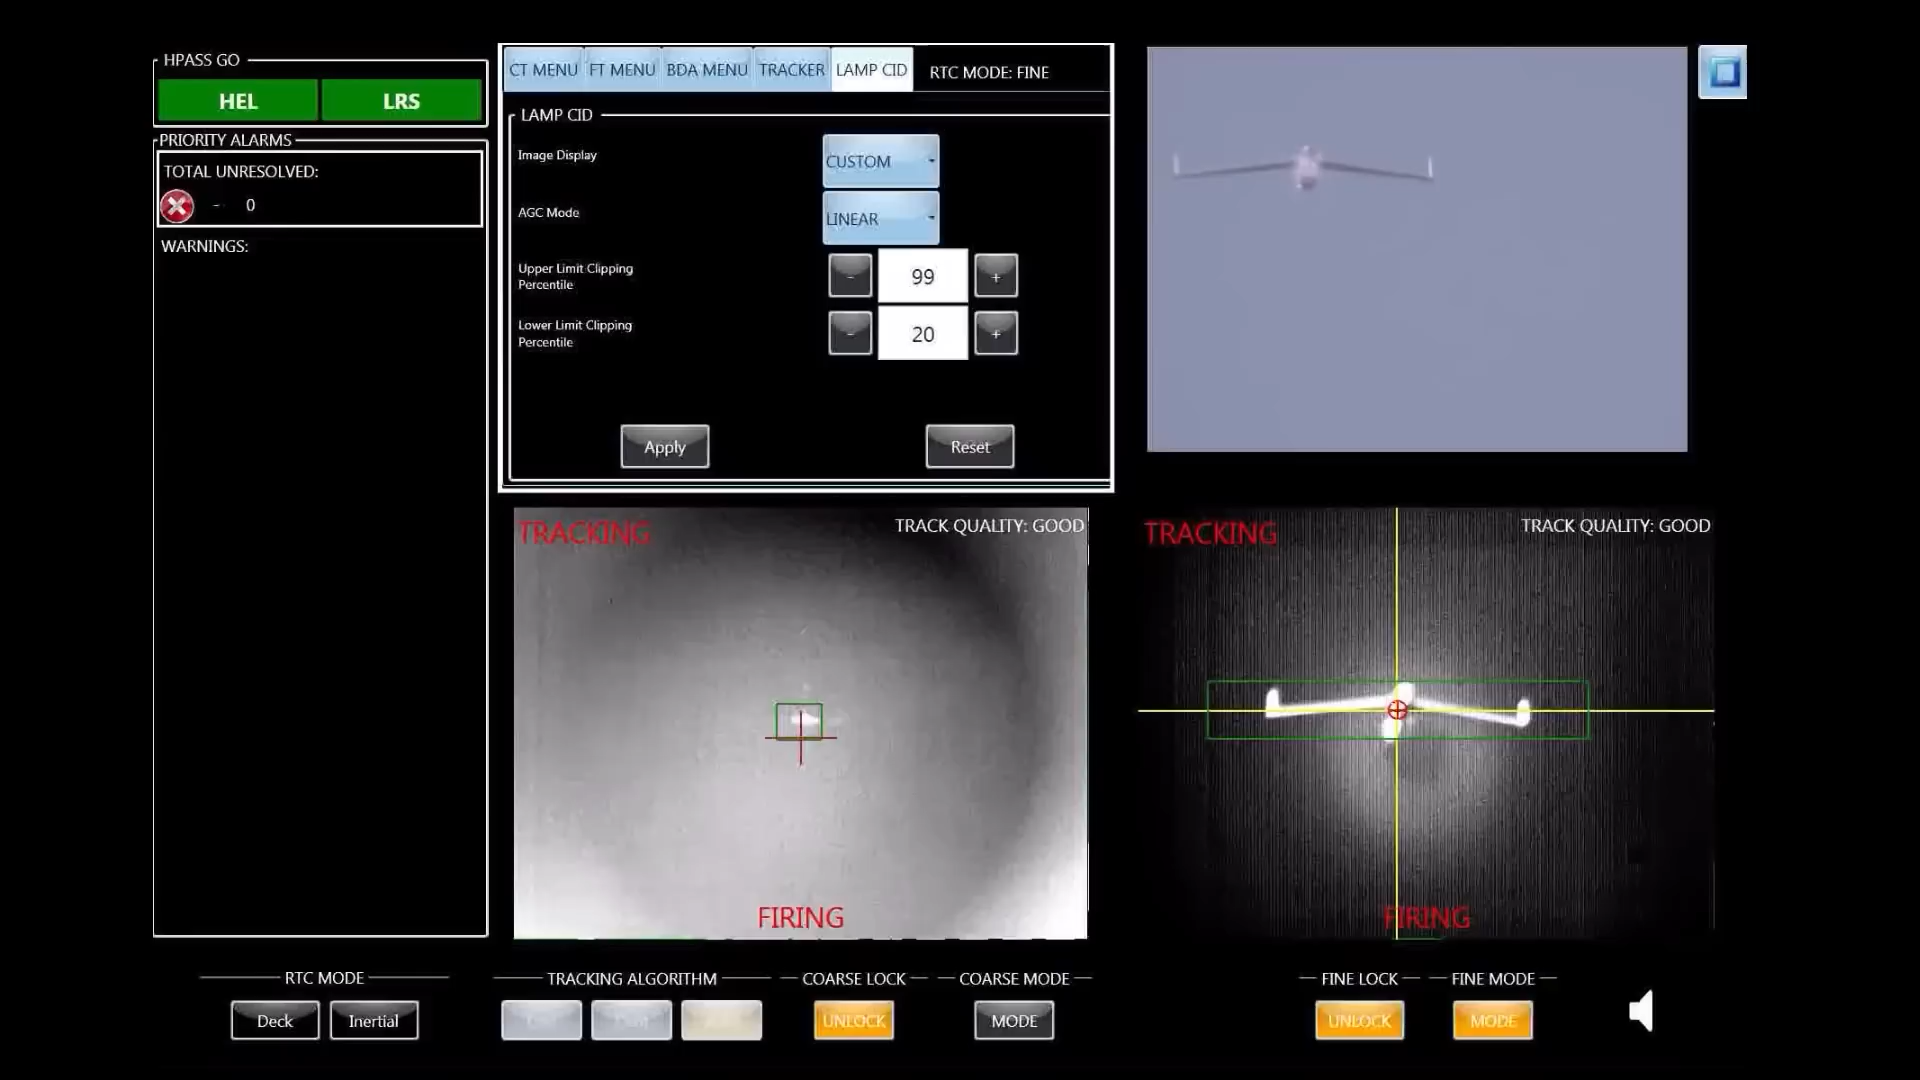 HPASS GO
HEL
LRS
PRIORITY ALARMS
TOTAL UNRESOLVED:
- 0
WARNINGS:
CT MENU
FT MENU
BDA MENU
TRACKER
LAMP CID
RTC MODE: FINE
LAMP CID
Image Display
CUSTOM
AGC Mode
LINEAR
Upper Limit Clipping
Percentile
-
99
+
Lower Limit Clipping
Percentile
-
20
+
Apply
Reset
TRACKING
TRACK QUALITY: GOOD
FIRING
TRACKING
TRACK QUALITY: GOOD
FIRING
RTC MODE
Deck
Inertial
TRACKING ALGORITHM
COARSE LOCK
UNLOCK
COARSE MODE
MODE
FINE LOCK
UNLOCK
FINE MODE
MODE